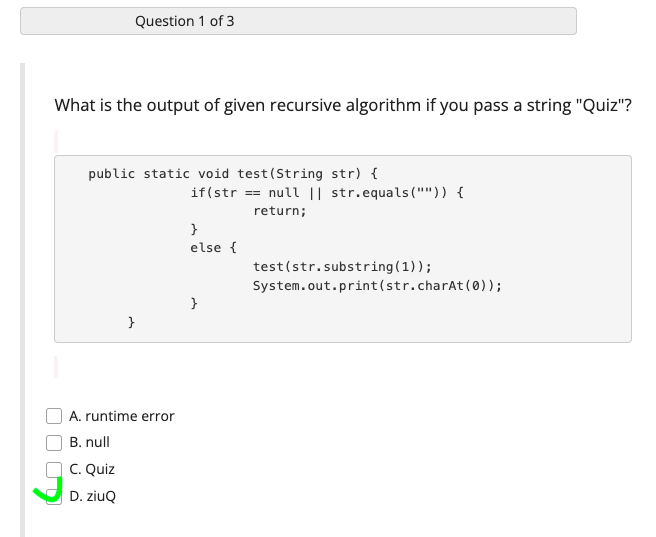 Question 1 of 3
What is the output of given recursive algorithm if you pass a string "Quiz"?
public static void test(String str) {
if(str == null || str.equals("")) {
return;
}
else {
test(str.substring(1));
System.out.print(str.charAt(0));
}
}
A. runtime error
B. null
C. Quiz
D. ziuQ